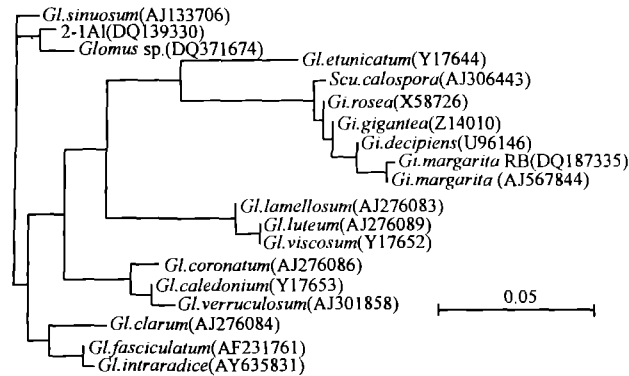 Gl.sinuosum(AJ133706)
2-1Al(DQ139330)
Glomus sp.(DQ371674)
Gl.etunicatum(Y17644)
Scu.calospora(AJ306443)
Gi.rosea(X58726)
Gi.gigantea(Z14010)
Gi.decipiens(U96146)
Gi.margarita RB(DQ187335)
Gi.margarita (AJ567844)
Gl.lamellosum(AJ276083)
Gl.luteum(AJ276089)
Gl.viscosum(Y17652)
Gl.coronatum(AJ276086)
Gl.caledonium(Y17653)
Gl.verruculosum(AJ301858)
0.05
Gl.clarum(AJ276084)
Gl.fasciculatum(AF231761)
Gl.intraradice(AY635831)